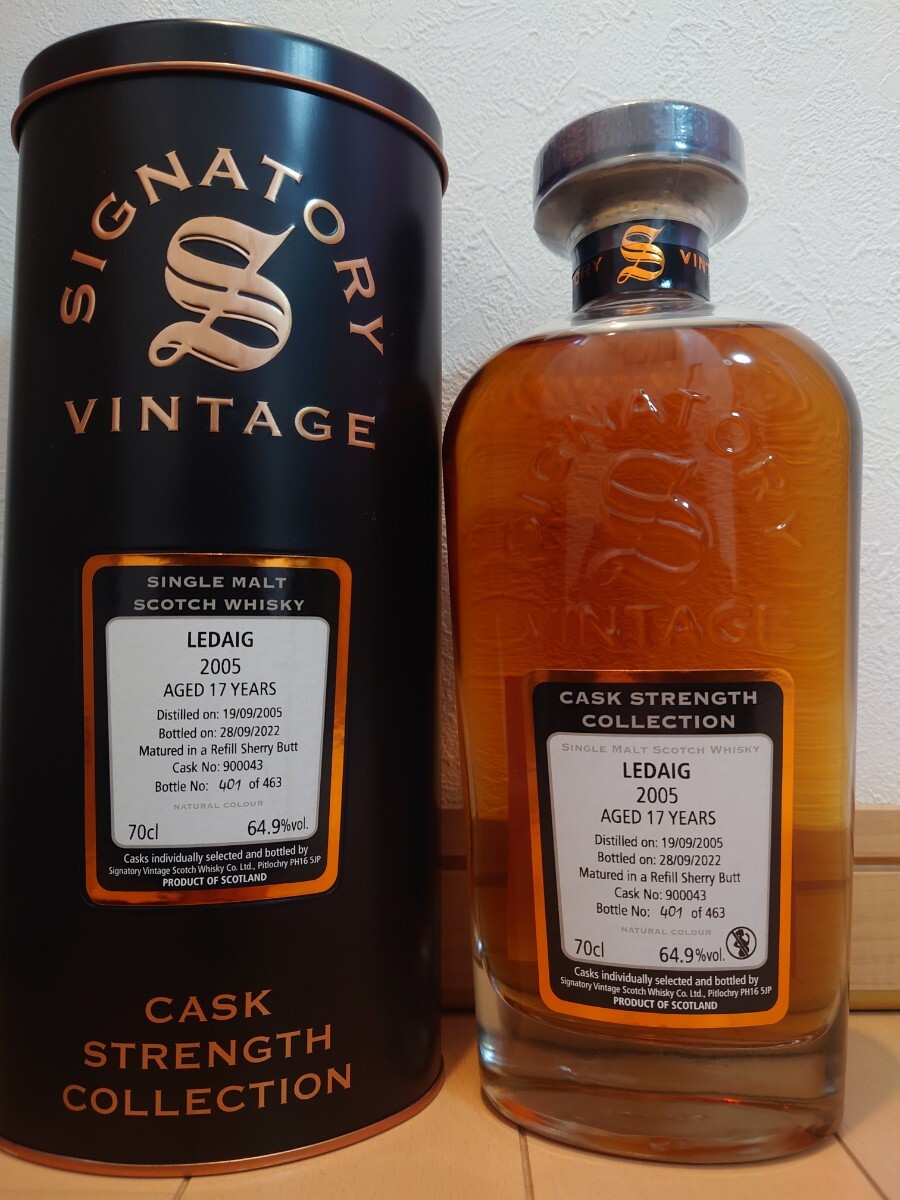 SIGNATORY
S
VINTAGE
SINGLE MALT
SCOTCH WHISKY
LEDAIG
2005
AGED 17 YEARS
Distilled on: 19/09/2005
Bottled on: 28/09/2022
Matured in a Refill Sherry Butt
Cask No: 900043
Bottle No: 401 of 463
NATURAL COLOUR
70cl 64.9%vol.
Casks individually selected and bottled by
Signatory Vintage Scotch Whisky Co. Ltd., Pitlochry PH16 5JP
PRODUCT OF SCOTLAND
CASK
STRENGTH
COLLECTION
ORY S VINT
SIGNATORY
S
VINTAGE
CASK STRENGTH
COLLECTION
SINGLE MALT SCOTCH WHISKY
LEDAIG
2005
AGED 17 YEARS
Distilled on: 19/09/2005
Bottled on: 28/09/2022
Matured in a Refill Sherry Butt
Cask No: 900043
Bottle No: 401 of 463
NATURAL COLOUR
70cl 64.9%vol.
Casks individually selected and bottled by
Signatory Vintage Scotch Whisky Co. Ltd., Pitlochry PH16 5JP
PRODUCT OF SCOTLAND